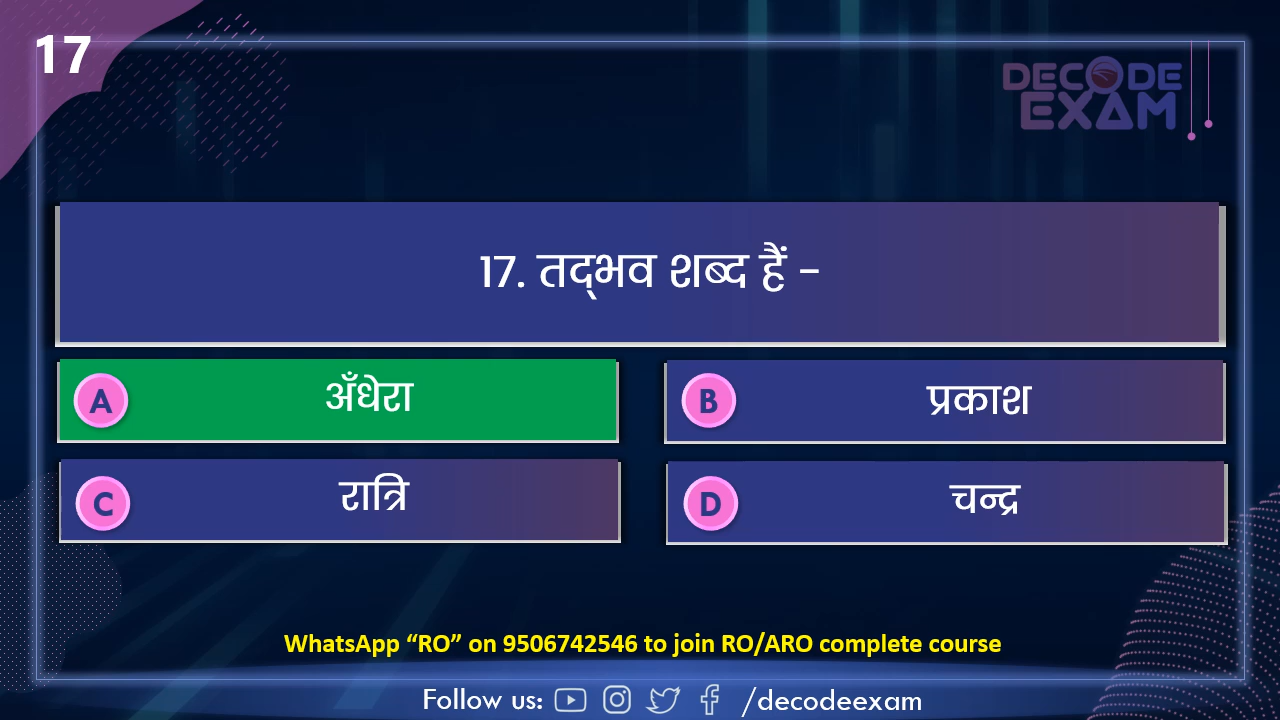 17
DECODE
EXAM
17. तद्भव शब्द हैं -
A अँधेरा
B प्रकाश
C रात्रि
D चन्द्र
WhatsApp “RO” on 9506742546 to join RO/ARO complete course
Follow us: /decodeexam